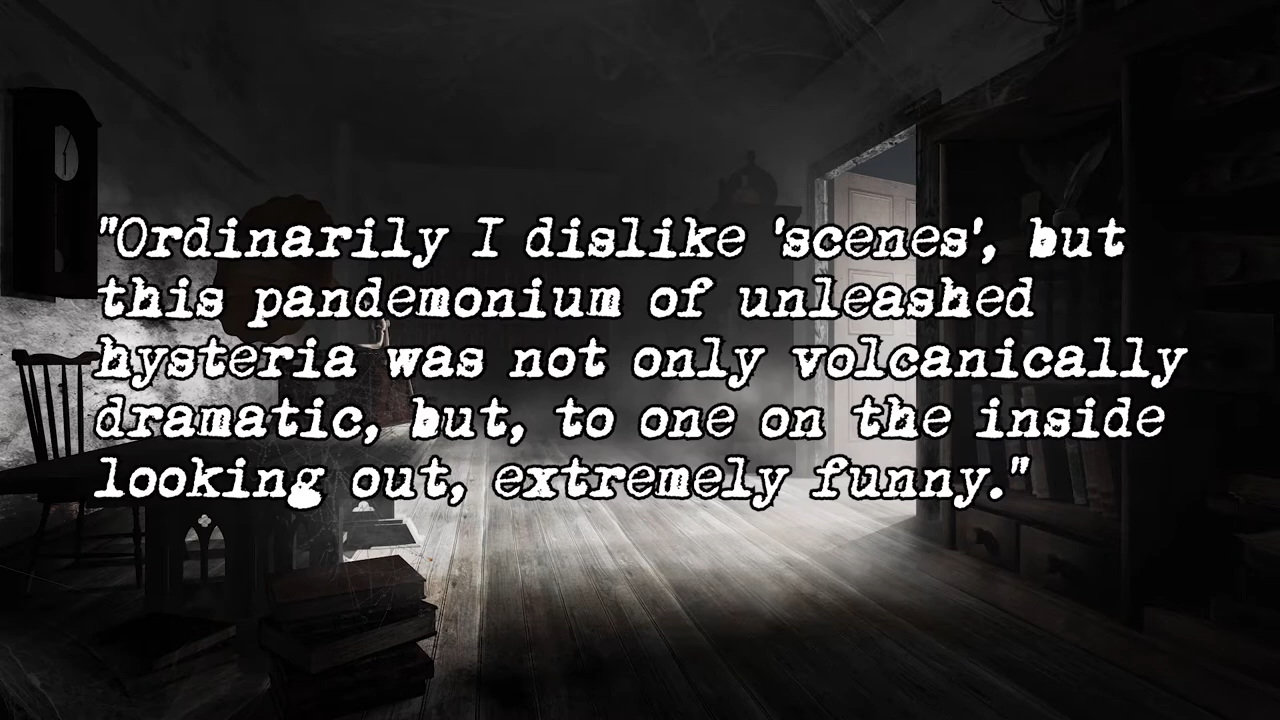 "Ordinarily I dislike 'scenes', but
this pandemonium of unleashed
hysteria was not only volcanically
dramatic, but, to one on the inside
looking out, extremely funny."